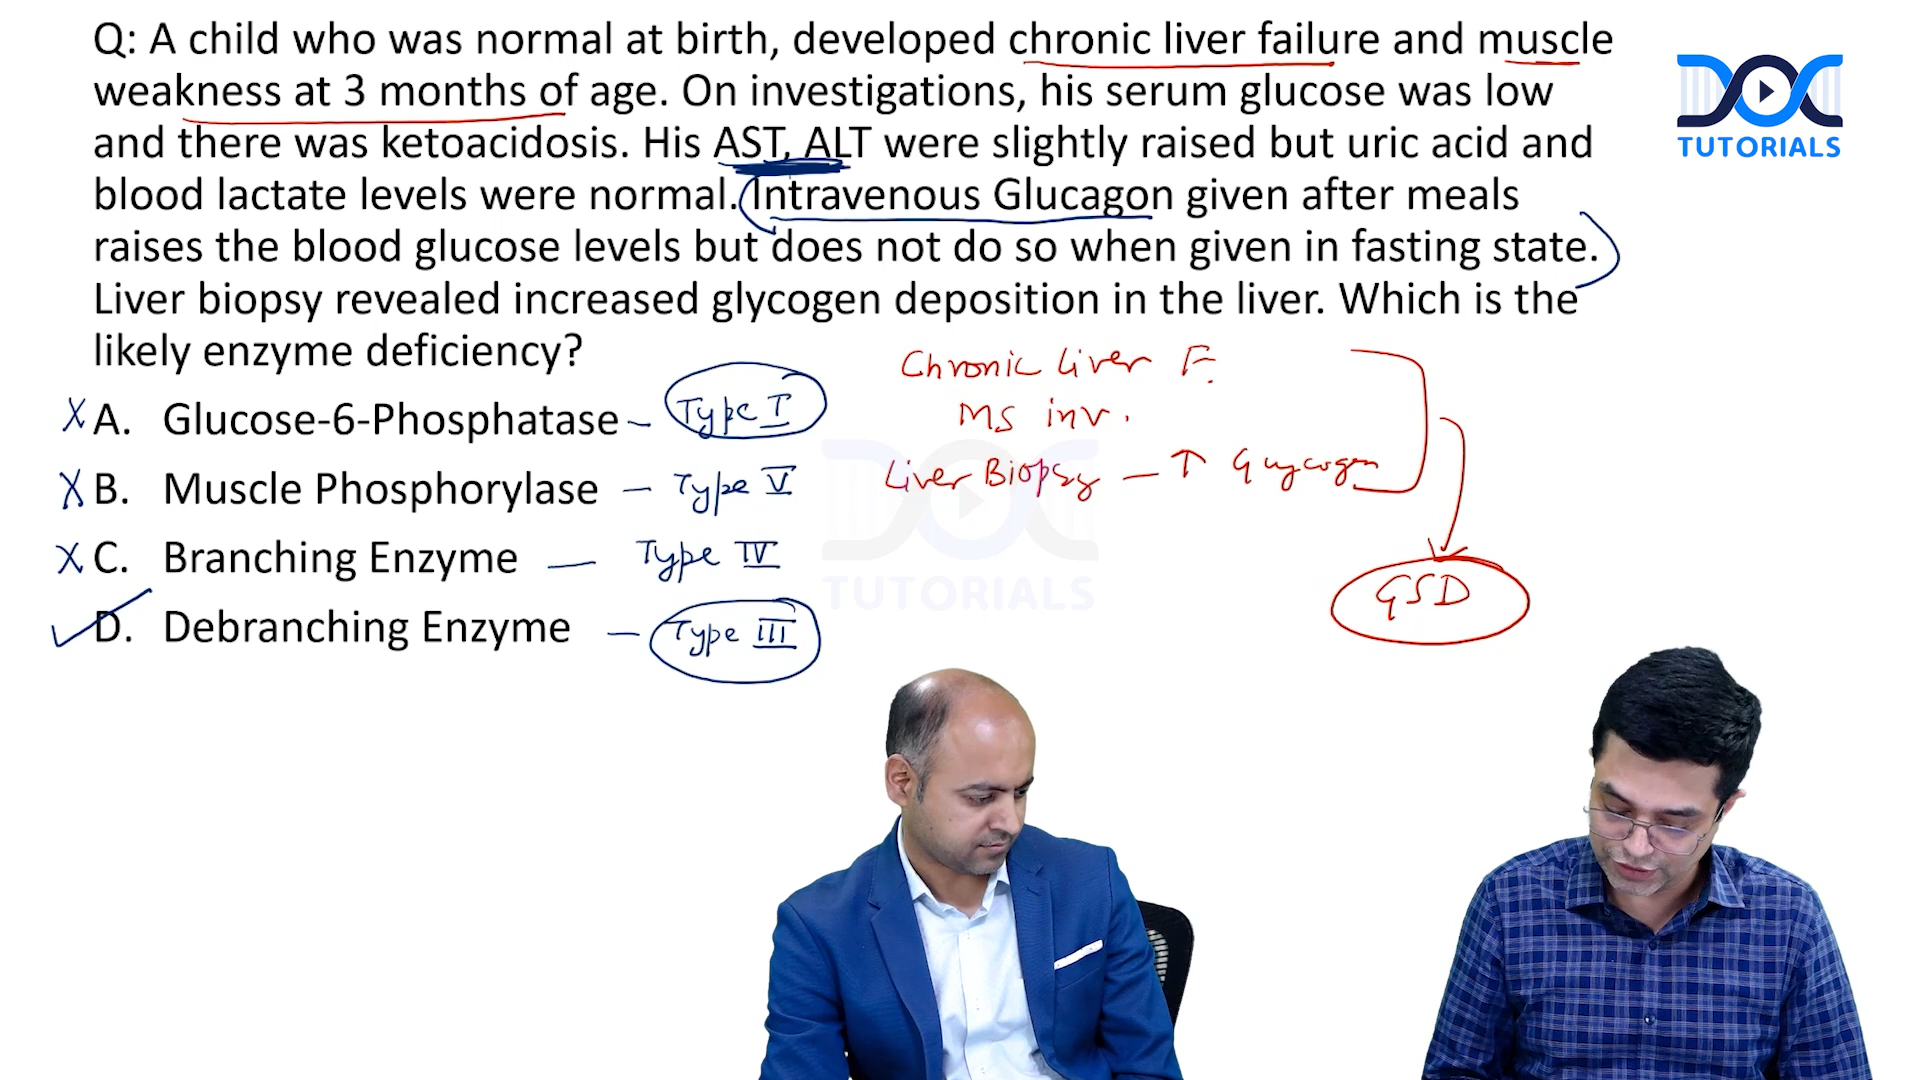 Q: A child who was normal at birth, developed chronic liver failure and muscle
weakness at 3 months of age. On investigations, his serum glucose was low
and there was ketoacidosis. His AST, ALT were slightly raised but uric acid and
blood lactate levels were normal. Intravenous Glucagon given after meals
raises the blood glucose levels but does not do so when given in fasting state.
Liver biopsy revealed increased glycogen deposition in the liver. Which is the
likely enzyme deficiency?
X A. Glucose-6-Phosphatase - Type I
X B. Muscle Phosphorylase - Type V
X C. Branching Enzyme - Type IV
✓ D. Debranching Enzyme - Type III
Chronic Liver F.
MS inv.
Liver Biopsy - ↑ Glycogen
GSD
DOC
TUTORIALS
DOC
TUTORIALS